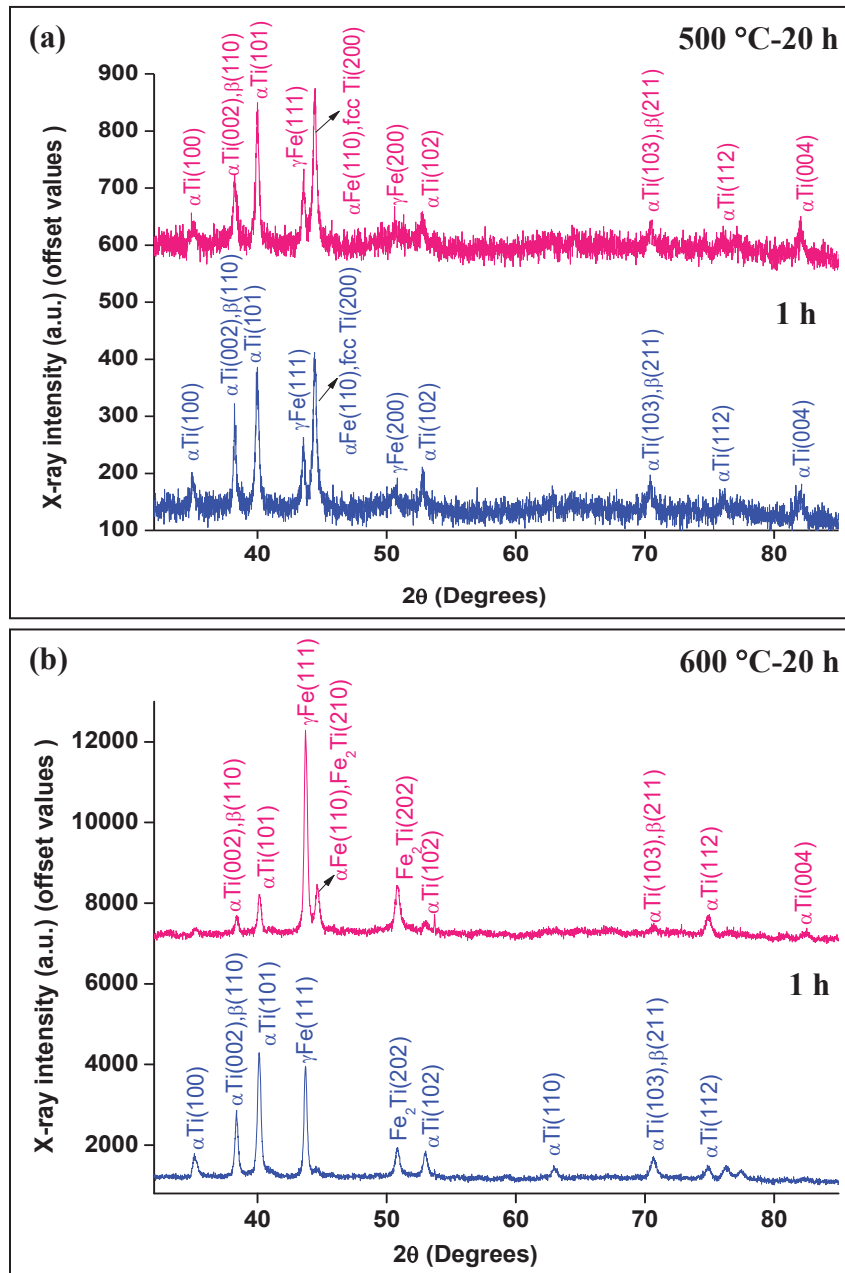 (a)
500 °C-20 h
X-ray intensity (a.u.) (offset values )
900
800
700
600
500
400
300
200
100
αTi(100)
αTi(002),β(110)
αTi(101)
γFe(111)
αFe(110),fcc Ti(200)
γFe(200)
αTi(102)
αTi(103),β(211)
αTi(112)
αTi(004)
1 h
αTi(100)
αTi(002),β(110)
αTi(101)
γFe(111)
αFe(110),fcc Ti(200)
γFe(200)
αTi(102)
αTi(103),β(211)
αTi(112)
αTi(004)
40 50 60 70 80
2θ (Degrees)
(b)
600 °C-20 h
X-ray intensity (a.u.) (offset values )
12000
10000
8000
6000
4000
2000
αTi(002),β(110)
αTi(101)
γFe(111)
αFe(110),Fe₂Ti(210)
Fe₂Ti(202)
αTi(102)
αTi(103),β(211)
αTi(112)
αTi(004)
1 h
αTi(100)
αTi(002),β(110)
αTi(101)
γFe(111)
Fe₂Ti(202)
αTi(102)
αTi(110)
αTi(103),β(211)
αTi(112)
40 50 60 70 80
2θ (Degrees)